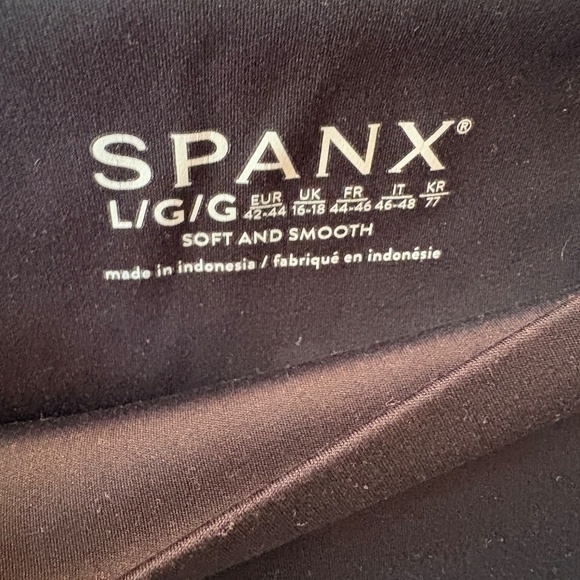 SPANX®
L/G/G EUR 42-44 UK 16-18 FR 44-46 IT 46-48 KR 77
SOFT AND SMOOTH
made in indonesia / fabriqué en indonésie